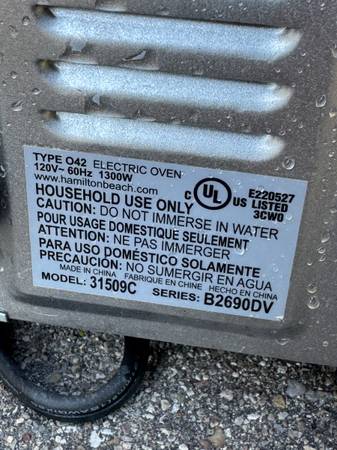 TYPE O42 ELECTRIC OVEN
120V~ 60Hz 1300W
www.hamiltonbeach.com
C UL US
E220527
LISTED
3CW0
HOUSEHOLD USE ONLY
CAUTION: DO NOT IMMERSE IN WATER
POUR USAGE DOMESTIQUE SEULEMENT
ATTENTION: NE PAS IMMERGER
PARA USO DOMÉSTICO SOLAMENTE
PRECAUCIÓN: NO SUMERGIR EN AGUA
MADE IN CHINA FABRIQUE EN CHINE HECHO EN CHINA
MODEL: 31509C SERIES: B2690DV